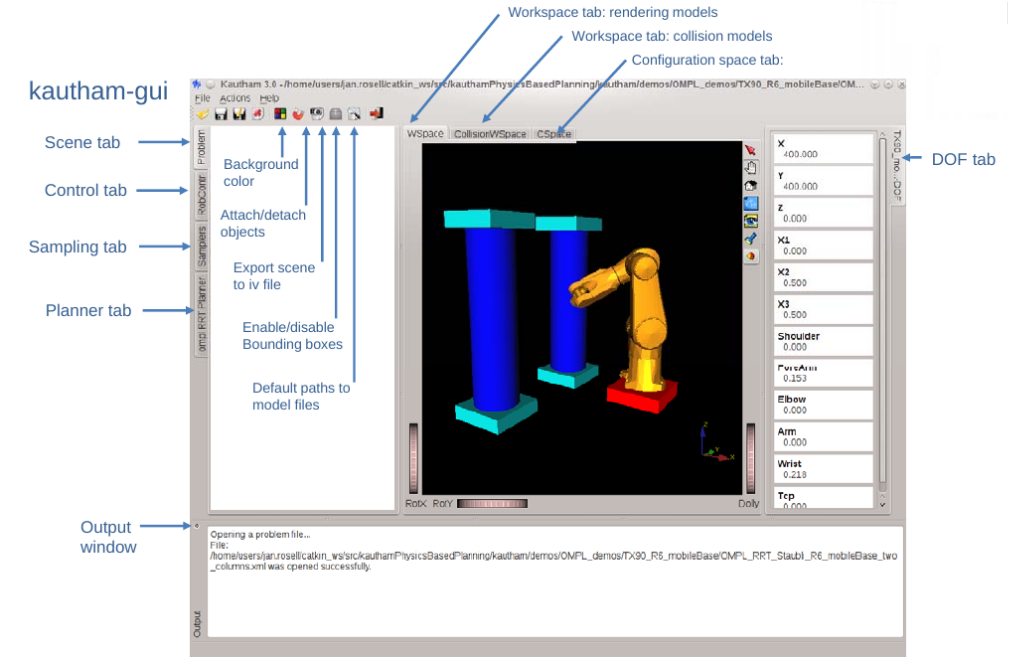 Workspace tab: rendering models
Workspace tab: collision models
Configuration space tab:
kautham-gui
Kautham 3.0 - /home/users/jan.rosell/catkin_ws/src/kauthamPhysicsBasedPlanning/kautham/demos/OMPL_demos/TX90_R6_mobileBase/OM...
File Actions Help
Scene tab
Control tab
Sampling tab
Planner tab
Problem
RobContr
Samplers
ompl RRT Planner
Background
color
Attach/detach
objects
Export scene
to iv file
Enable/disable
Bounding boxes
Default paths to
model files
WSpace CollisionWSpace CSpace
Z
Y
X
RotX RotY
Dolly
X
400.000
Y
400.000
Z
0.000
X1
0.000
X2
0.500
X3
0.500
Shoulder
0.000
ForeArm
0.153
Elbow
0.000
Arm
0.000
Wrist
0.218
Tcp
0.000
TX90_mo...:DOF
DOF tab
Output
window
Opening a problem file...
File:
/home/users/jan.rosell/catkin_ws/src/kauthamPhysicsBasedPlanning/kautham/demos/OMPL_demos/TX90_R6_mobileBase/OMPL_RRT_Staubli_R6_mobileBase_two
_columns.xml was opened successfully.
Output